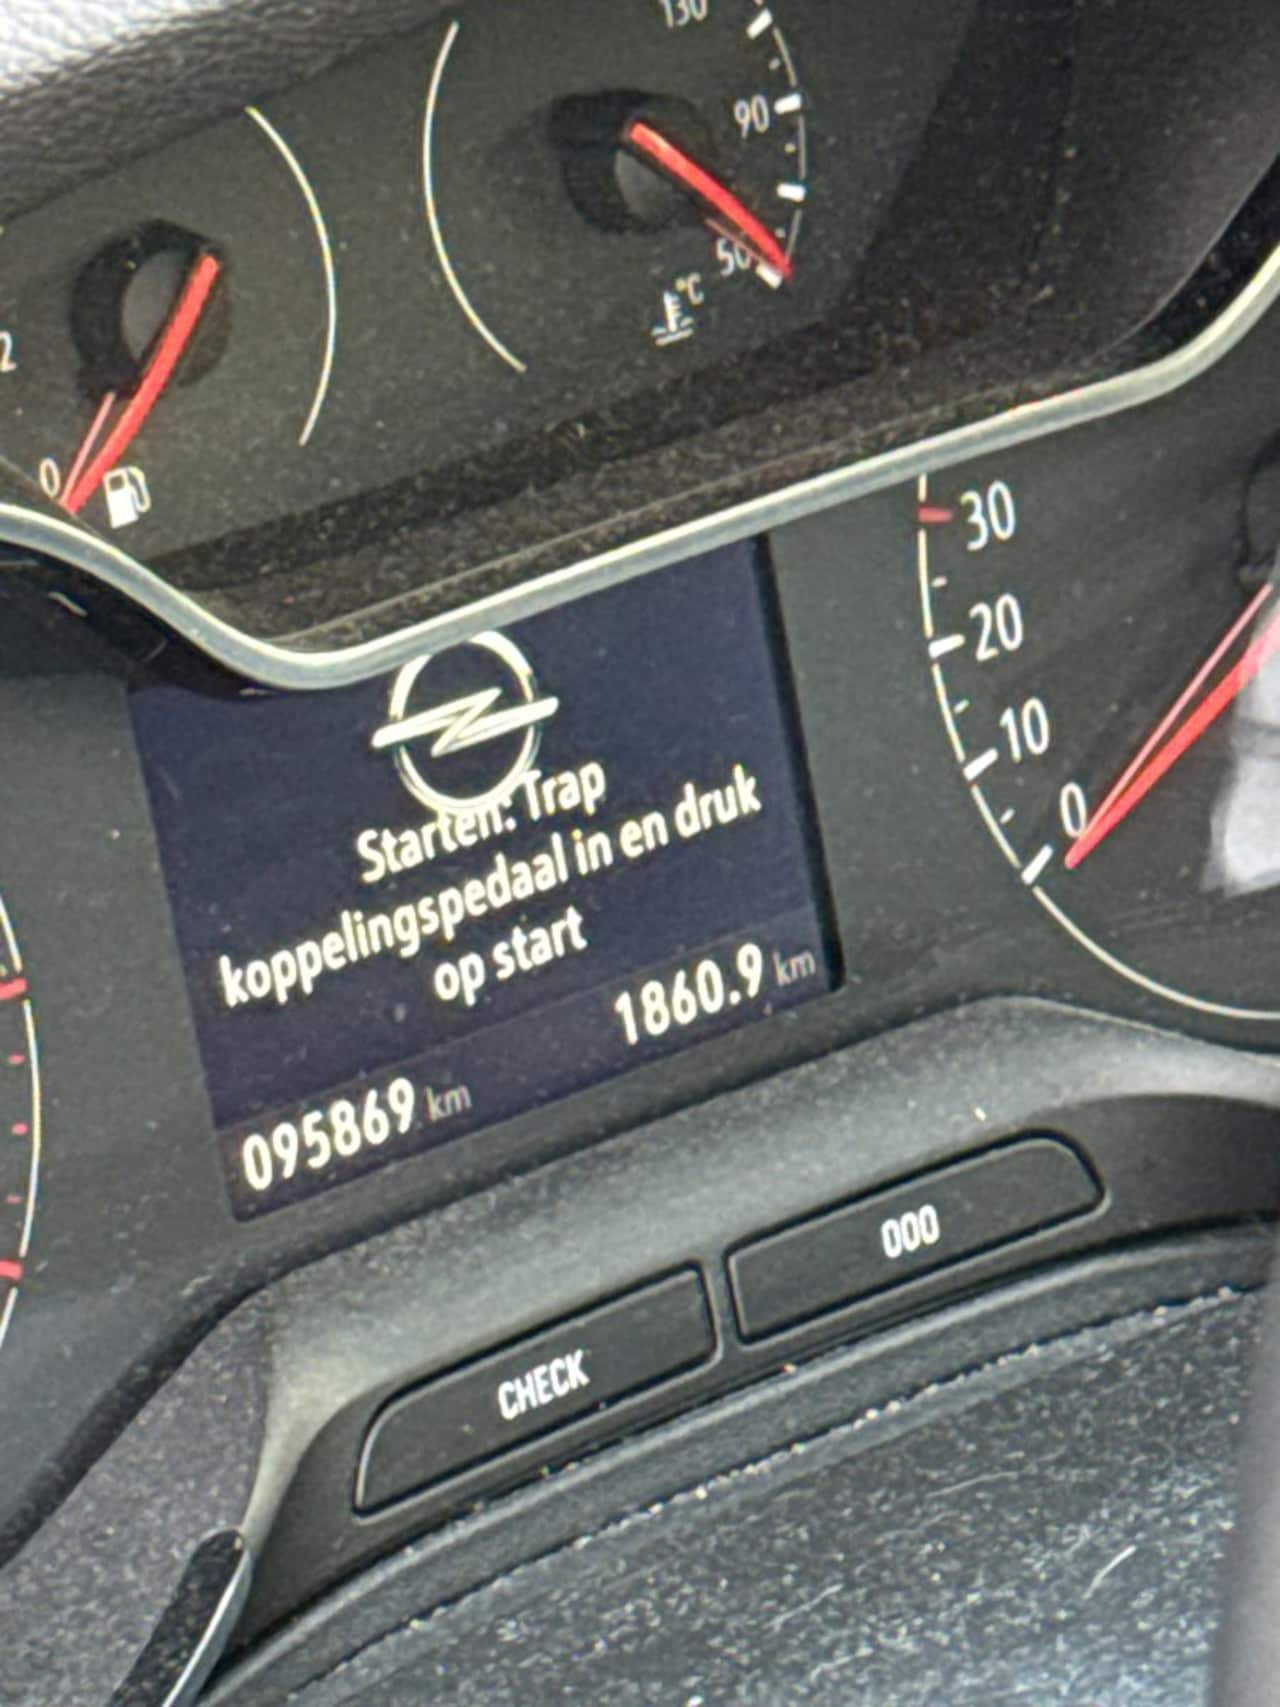 130
90
50
°C
2
0
30
20
10
0
Starten: Trap
koppelingspedaal in en druk
op start
1860.9 km
095869 km
000
CHECK